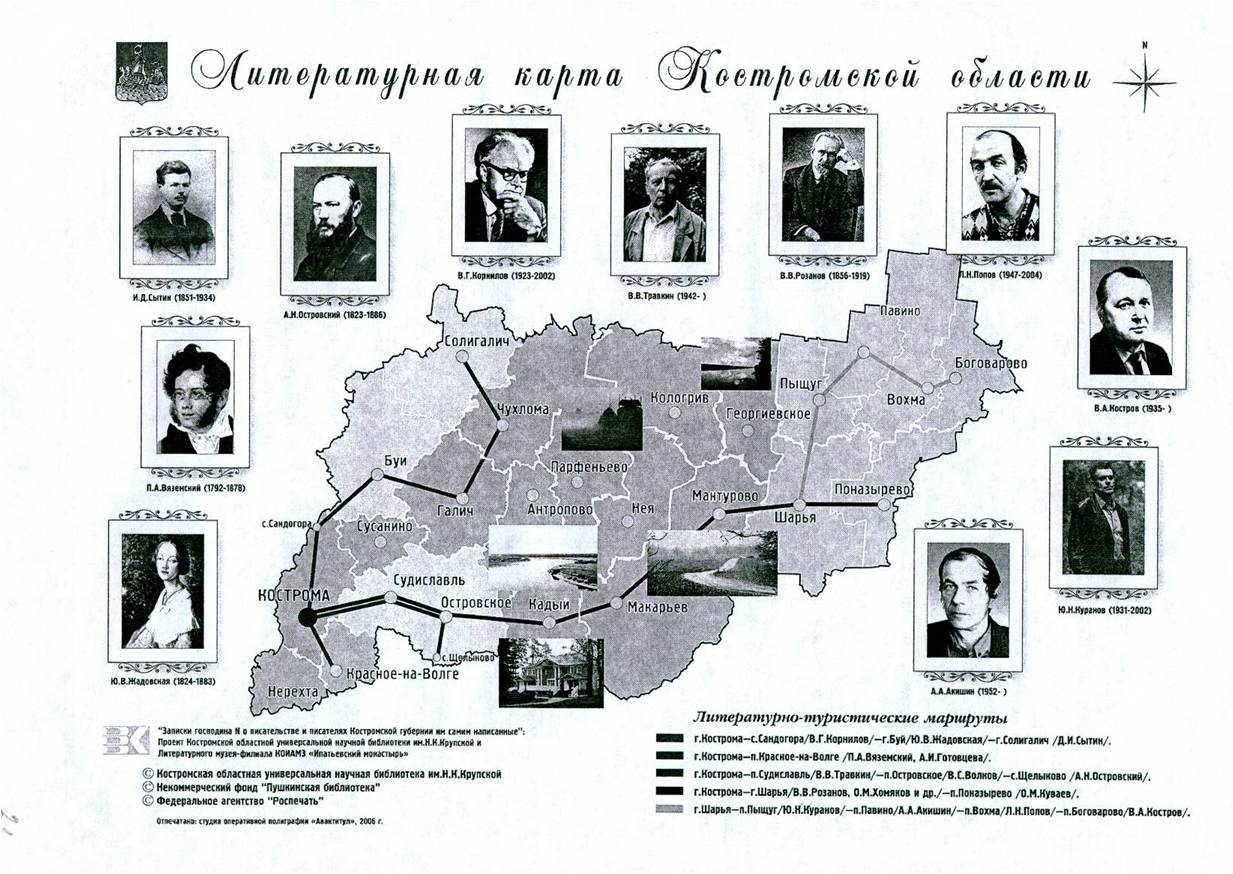 Литературная карта Костромской области
N
И.Д.Сытин (1851-1934)
А.Н.Островский (1823-1886)
В.Г.Корнилов (1923-2002)
В.В.Травкин (1942- )
В.В.Розанов (1856-1919)
Л.Н.Попов (1947-2004)
В.А.Костров (1935- )
П.А.Вяземский (1792-1878)
Ю.Н.Куранов (1931-2002)
Ю.В.Жадовская (1824-1883)
А.А.Акишин (1952- )
Солигалич
Чухлома
Буй
Галич
с.Сандогора
Сусанино
КОСТРОМА
Судиславль
Островское
с.Щелыково
Красное-на-Волге
Нерехта
Кадый
Макарьев
Антропово
Парфеньево
Нея
Кологрив
Георгиевское
Мантурово
Шарья
Поназырево
Пыщуг
Павино
Вохма
Боговарово
ВК
"Записки господина N о писательстве и писателях Костромской губернии им самим написанные":
Проект Костромской областной универсальной научной библиотеки им.Н.К.Крупской и
Литературного музея-филиала КОИАМЗ «Ипатьевский монастырь»
© Костромская областная универсальная научная библиотека им.Н.К.Крупской
© Некоммерческий фонд "Пушкинская библиотека"
© Федеральное агентство "Роспечать"
Отпечатано: студия оперативной полиграфии «Авантитул», 2006 г.
Литературно-туристические маршруты
г.Кострома—с.Сандогора/В.Г.Корнилов/—г.Буй/Ю.В.Жадовская/—г.Солигалич /Д.И.Сытин/.
г.Кострома—п.Красное-на-Волге /П.А.Вяземский, А.И.Готовцева/.
г.Кострома—п.Судиславль/В.В.Травкин/—п.Островское/В.С.Волков/—с.Щелыково /А.Н.Островский/.
г.Кострома—г.Шарья/В.В.Розанов, О.М.Хомяков и др./—п.Поназырево /О.М.Куваев/.
г.Шарья—п.Пыщуг/Ю.Н.Куранов/—п.Павино/А.А.Акишин/—п.Вохма/Л.Н.Попов/—п.Боговарово/В.А.Костров/.